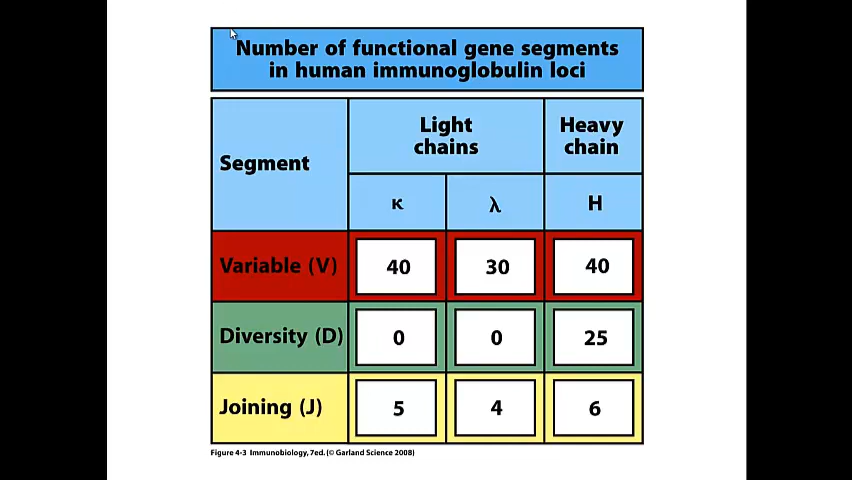 Number of functional gene segments
in human immunoglobulin loci
Segment
Light
chains
Heavy
chain
κ
λ
H
Variable (V)
40
30
40
Diversity (D)
0
0
25
Joining (J)
5
4
6
Figure 4-3 Immunobiology, 7ed. (© Garland Science 2008)